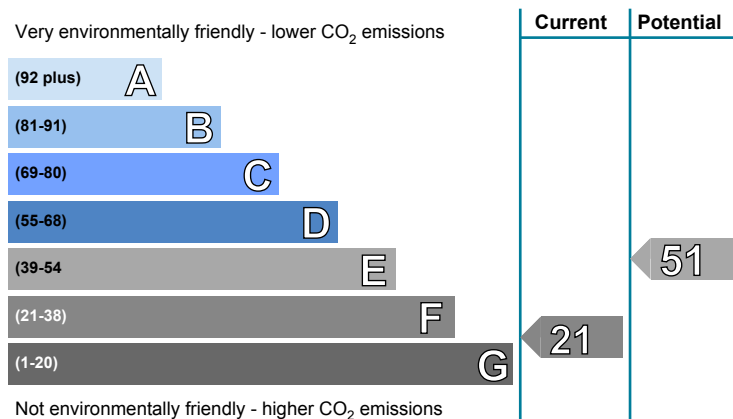 Very environmentally friendly - lower CO₂ emissions
Current
Potential
(92 plus) A
(81-91) B
(69-80) C
(55-68) D
(39-54 E
51
(21-38) F
21
(1-20) G
Not environmentally friendly - higher CO₂ emissions